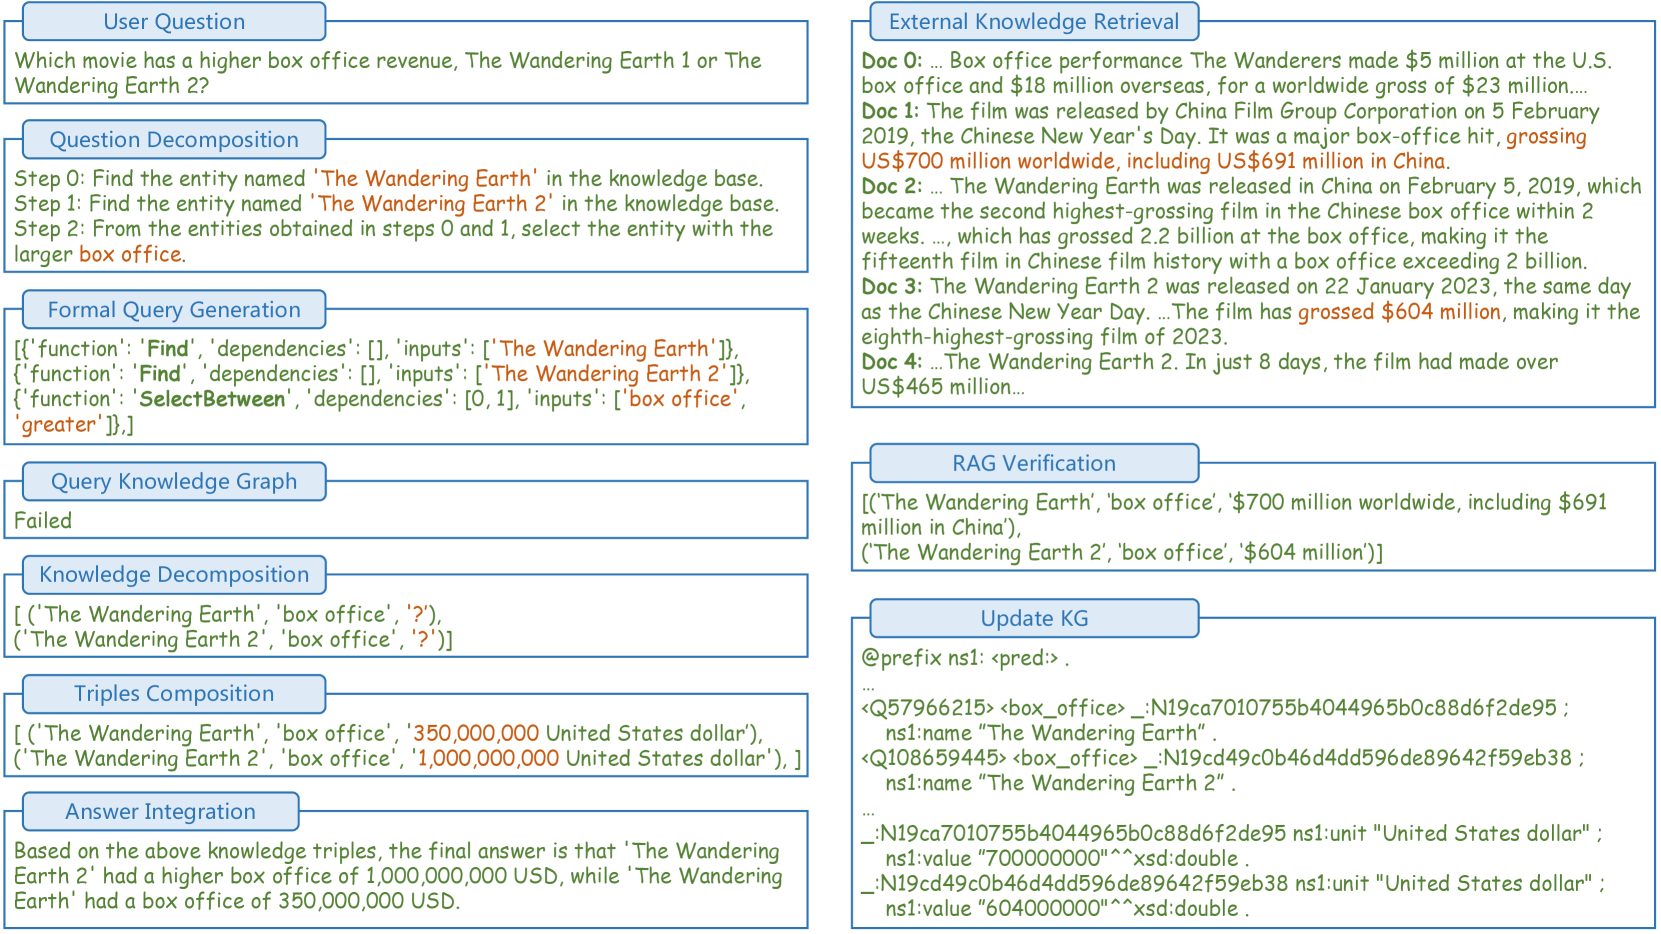 User Question
Which movie has a higher box office revenue, The Wandering Earth 1 or The
Wandering Earth 2?
Question Decomposition
Step 0: Find the entity named 'The Wandering Earth' in the knowledge base.
Step 1: Find the entity named 'The Wandering Earth 2' in the knowledge base.
Step 2: From the entities obtained in steps 0 and 1, select the entity with the
larger box office.
Formal Query Generation
[{'function': 'Find', 'dependencies': [], 'inputs': ['The Wandering Earth']},
{'function': 'Find', 'dependencies': [], 'inputs': ['The Wandering Earth 2']},
{'function': 'SelectBetween', 'dependencies': [0, 1], 'inputs': ['box office',
'greater']},]
Query Knowledge Graph
Failed
Knowledge Decomposition
[ ('The Wandering Earth', 'box office', '?’),
('The Wandering Earth 2', 'box office', '?')]
Triples Composition
[ ('The Wandering Earth', 'box office', '350,000,000 United States dollar’),
('The Wandering Earth 2', 'box office', '1,000,000,000 United States dollar'), ]
Answer Integration
Based on the above knowledge triples, the final answer is that 'The Wandering
Earth 2' had a higher box office of 1,000,000,000 USD, while 'The Wandering
Earth' had a box office of 350,000,000 USD.
External Knowledge Retrieval
Doc 0: … Box office performance The Wanderers made $5 million at the U.S.
box office and $18 million overseas, for a worldwide gross of $23 million.…
Doc 1: The film was released by China Film Group Corporation on 5 February
2019, the Chinese New Year's Day. It was a major box-office hit, grossing
US$700 million worldwide, including US$691 million in China.
Doc 2: … The Wandering Earth was released in China on February 5, 2019, which
became the second highest-grossing film in the Chinese box office within 2
weeks. …, which has grossed 2.2 billion at the box office, making it the
fifteenth film in Chinese film history with a box office exceeding 2 billion.
Doc 3: The Wandering Earth 2 was released on 22 January 2023, the same day
as the Chinese New Year Day. …The film has grossed $604 million, making it the
eighth-highest-grossing film of 2023.
Doc 4: …The Wandering Earth 2. In just 8 days, the film had made over
US$465 million…
RAG Verification
[(‘The Wandering Earth’, ‘box office’, ‘$700 million worldwide, including $691
million in China’),
(‘The Wandering Earth 2’, ‘box office’, ‘$604 million’)]
Update KG
@prefix ns1: <pred:> .
…
<Q57966215> <box_office> _:N19ca7010755b4044965b0c88d6f2de95 ;
ns1:name ”The Wandering Earth” .
<Q108659445> <box_office> _:N19cd49c0b46d4dd596de89642f59eb38 ;
ns1:name ”The Wandering Earth 2” .
…
_:N19ca7010755b4044965b0c88d6f2de95 ns1:unit "United States dollar" ;
ns1:value ”700000000"^^xsd:double .
_:N19cd49c0b46d4dd596de89642f59eb38 ns1:unit "United States dollar" ;
ns1:value ”604000000"^^xsd:double .